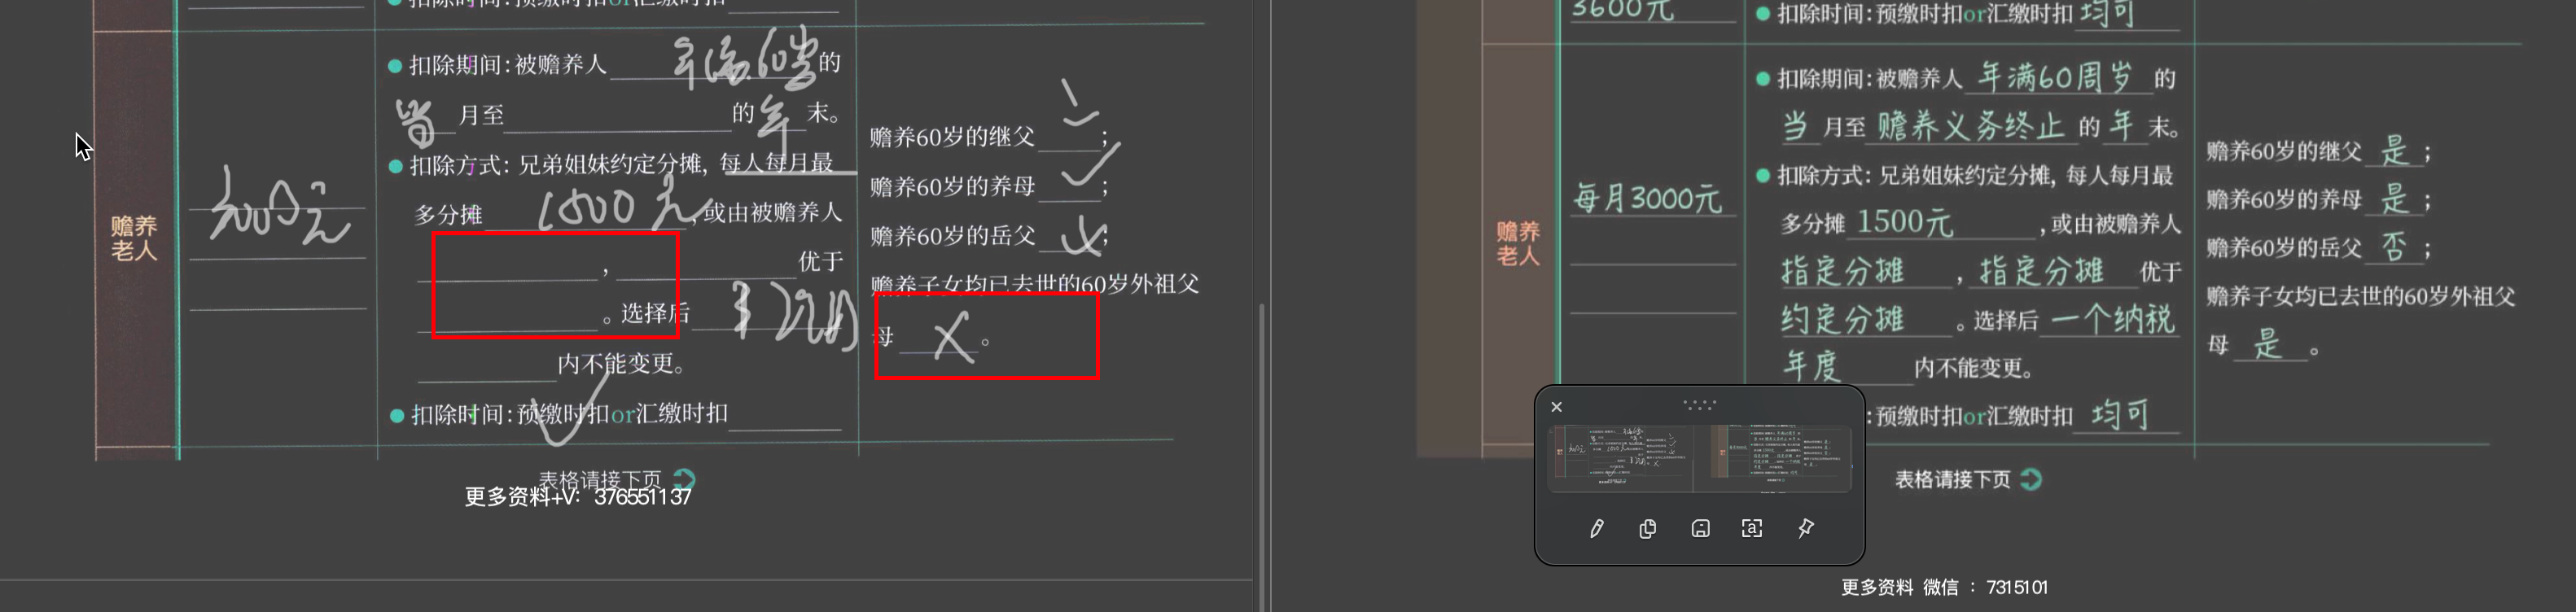 扣除时间:预缴时扣or汇缴时扣
扣除期间:被赡养人 年满60岁 的
当 月至 的 年 末。
扣除方式:兄弟姐妹约定分摊,每人每月最
多分摊 1500元 ,或由被赡养人
, 优于
。选择后
内不能变更。
扣除时间:预缴时扣or汇缴时扣
赡养
老人
3000元
赡养60岁的继父 ;
赡养60岁的养母 ;
赡养60岁的岳父 ;
赡养子女均已去世的60岁外祖父
母 X 。
表格请接下页
更多资料+V: 376551137
3600元
扣除时间:预缴时扣or汇缴时扣 均可
赡养
老人
每月3000元
扣除期间:被赡养人 年满60周岁 的
当 月至 赡养义务终止 的 年 末。
扣除方式:兄弟姐妹约定分摊,每人每月最
多分摊 1500元 ,或由被赡养人
指定分摊 ,指定分摊 优于
约定分摊 。选择后 一个纳税
年度 内不能变更。
:预缴时扣or汇缴时扣 均可
赡养60岁的继父 是 ;
赡养60岁的养母 是 ;
赡养60岁的岳父 否 ;
赡养子女均已去世的60岁外祖父
母 是 。
表格请接下页
更多资料 微信 : 7315101